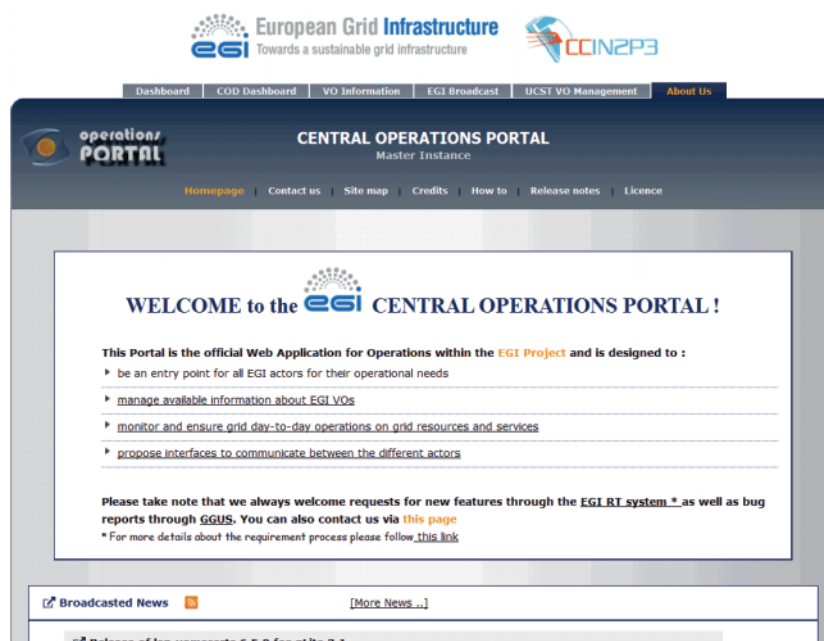 European Grid Infrastructure
egi Towards a sustainable grid infrastructure
CCIN2P3
Dashboard COD Dashboard VO Information EGI Broadcast UCST VO Management About Us
operations PORTAL
CENTRAL OPERATIONS PORTAL
Master Instance
Homepage | Contact us | Site map | Credits | How to | Release notes | Licence
WELCOME to the egi CENTRAL OPERATIONS PORTAL !
This Portal is the official Web Application for Operations within the EGI Project and is designed to :
be an entry point for all EGI actors for their operational needs
manage available information about EGI VOs
monitor and ensure grid day-to-day operations on grid resources and services
propose interfaces to communicate between the different actors
Please take note that we always welcome requests for new features through the EGI RT system * as well as bug
reports through GGUS. You can also contact us via this page
* For more details about the requirement process please follow this link
Broadcasted News [More News ..]